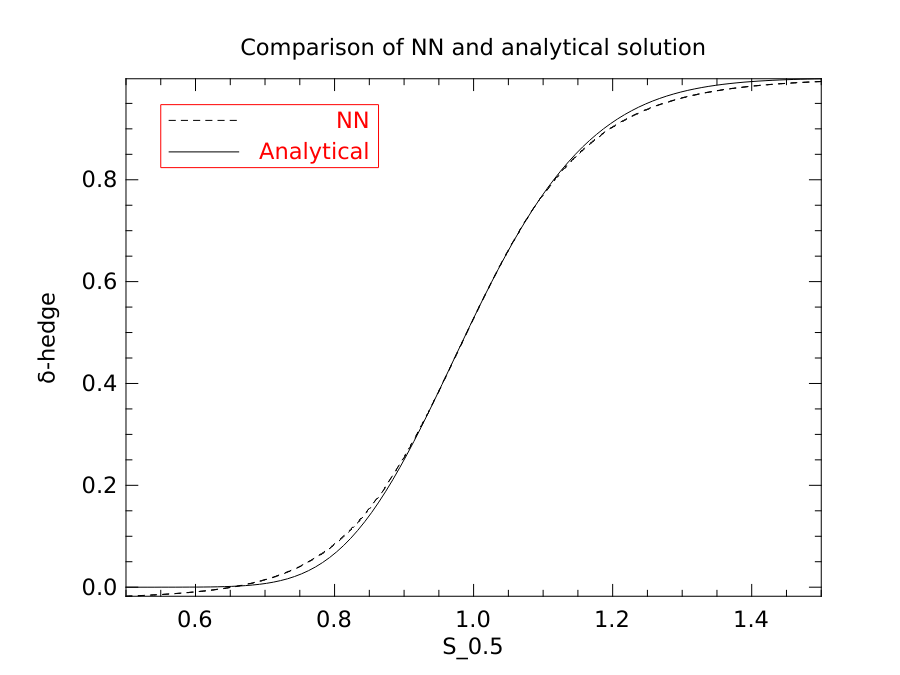 Comparison of NN and analytical solution
NN
Analytical
0.8
0.6
0.4
0.2
0.0
δ-hedge
0.6 0.8 1.0 1.2 1.4
S_0.5